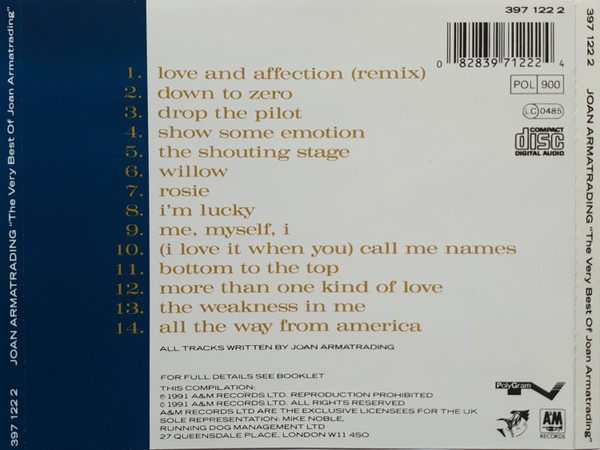 JOAN ARMATRADING "The Very Best Of Joan Armatrading"
397 122 2
397 122 2
0 82839 71222 4
POL 900
LC 0485
COMPACT
disc
DIGITAL AUDIO
1. love and affection (remix)
2. down to zero
3. drop the pilot
4. show some emotion
5. the shouting stage
6. willow
7. rosie
8. i'm lucky
9. me, myself, i
10. (i love it when you) call me names
11. bottom to the top
12. more than one kind of love
13. the weakness in me
14. all the way from america
ALL TRACKS WRITTEN BY JOAN ARMATRADING
FOR FULL DETAILS SEE BOOKLET
THIS COMPILATION:
℗ 1991 A&M RECORDS LTD. REPRODUCTION PROHIBITED
© 1991 A&M RECORDS LTD. ALL RIGHTS RESERVED
A&M RECORDS LTD ARE THE EXCLUSIVE LICENSEES FOR THE UK
SOLE REPRESENTATION: MIKE NOBLE,
RUNNING DOG MANAGEMENT LTD
27 QUEENSDALE PLACE, LONDON W11 4SO
PolyGram
A&M
RECORDS
397 122 2
JOAN ARMATRADING "The Very Best Of Joan Armatrading"